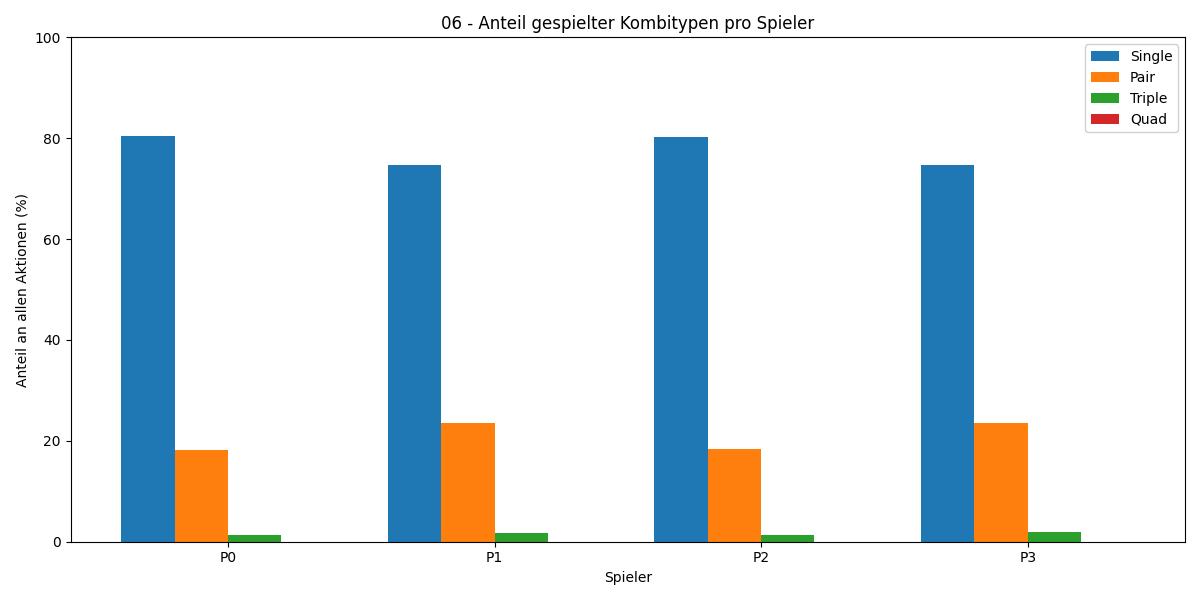 06 - Anteil gespielter Kombitypen pro Spieler
100
80
60
40
20
0
Anteil an allen Aktionen (%)
Single
Pair
Triple
Quad
P0
P1
P2
P3
Spieler